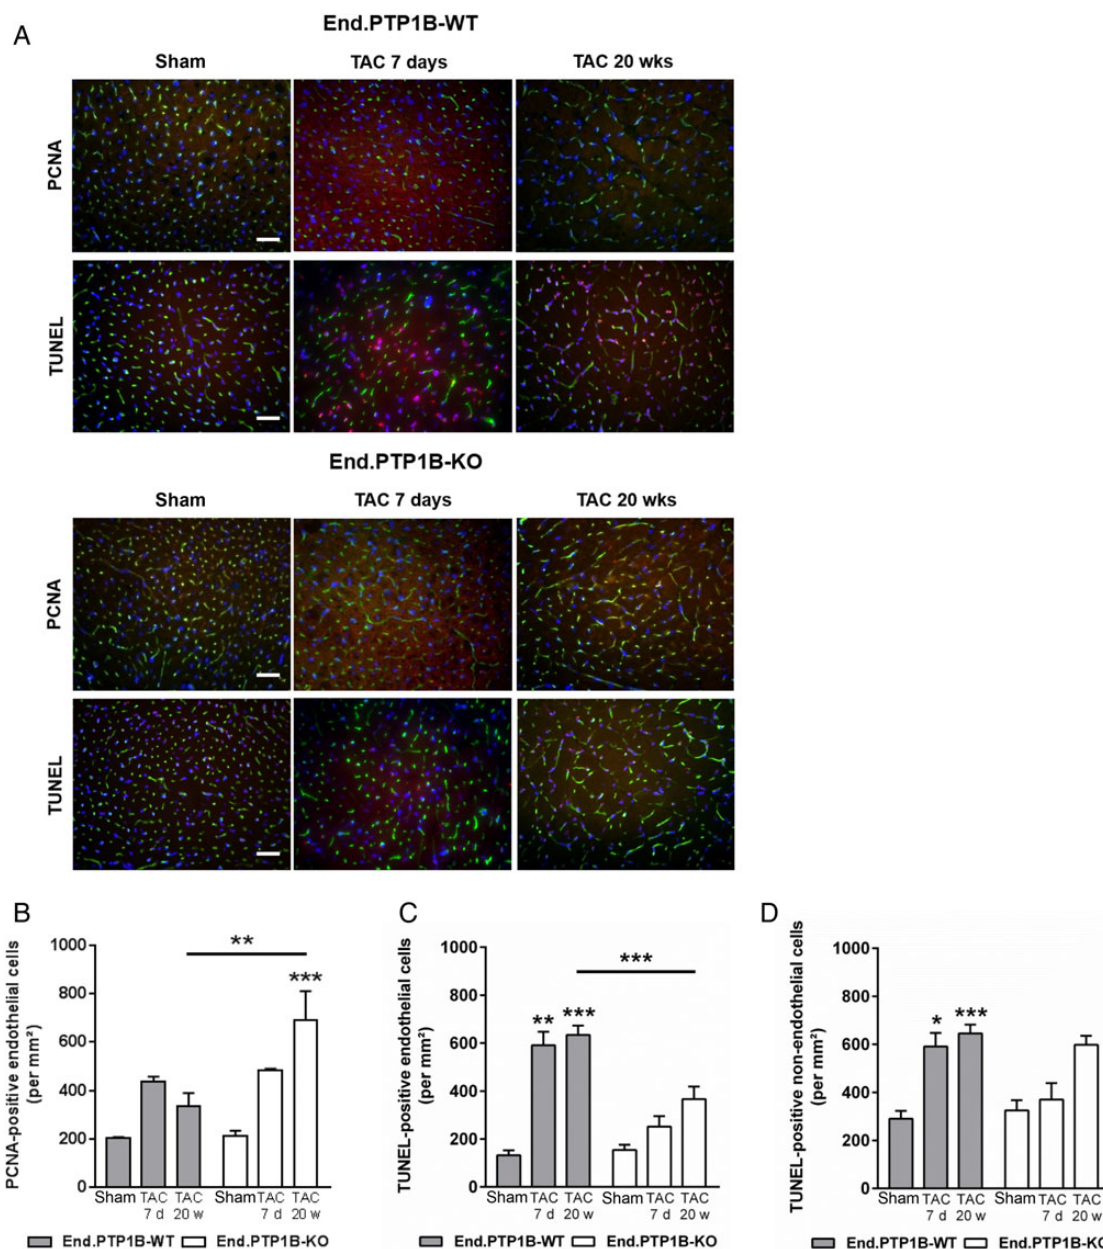 A
End.PTP1B-WT
Sham TAC 7 days TAC 20 wks
PCNA
TUNEL
End.PTP1B-KO
Sham TAC 7 days TAC 20 wks
PCNA
TUNEL
B
PCNA-positive endothelial cells
(per mm²)
1000
800
600
400
200
0
**
***
Sham TAC TAC Sham TAC TAC
7 d 20 w 7 d 20 w
End.PTP1B-WT End.PTP1B-KO
C
TUNEL-positive endothelial cells
(per mm²)
1000
800
600
400
200
0
***
** ***
Sham TAC TAC Sham TAC TAC
7 d 20 w 7 d 20 w
End.PTP1B-WT End.PTP1B-KO
D
TUNEL-positive non-endothelial cells
(per mm²)
1000
800
600
400
200
0
* ***
Sham TAC TAC Sham TAC TAC
7 d 20 w 7 d 20 w
End.PTP1B-WT End.PTP1B-KO